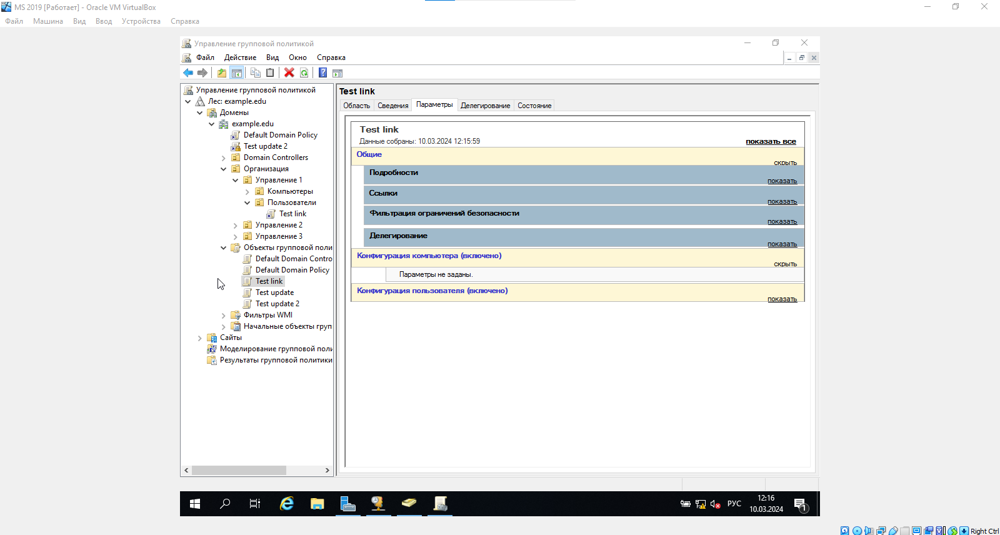 MS 2019 [Работает] - Oracle VM VirtualBox
Файл Машина Вид Ввод Устройства Справка
Управление групповой политикой
Файл Действие Вид Окно Справка
Управление групповой политикой
Лес: example.edu
Домены
example.edu
Default Domain Policy
Test update 2
Domain Controllers
Организация
Управление 1
Компьютеры
Пользователи
Test link
Управление 2
Управление 3
Объекты групповой поли
Default Domain Contro
Default Domain Policy
Test link
Test update
Test update 2
Фильтры WMI
Начальные объекты груп
Сайты
Моделирование групповой поли
Результаты групповой политики
Test link
Область Сведения Параметры Делегирование Состояние
Test link
Данные собраны: 10.03.2024 12:15:59 показать все
Общие
скрыть
Подробности
показать
Ссылки
показать
Фильтрация ограничений безопасности
показать
Делегирование
показать
Конфигурация компьютера (включено)
скрыть
Параметры не заданы.
Конфигурация пользователя (включено)
показать
РУС
12:16
10.03.2024
1
Right Ctrl